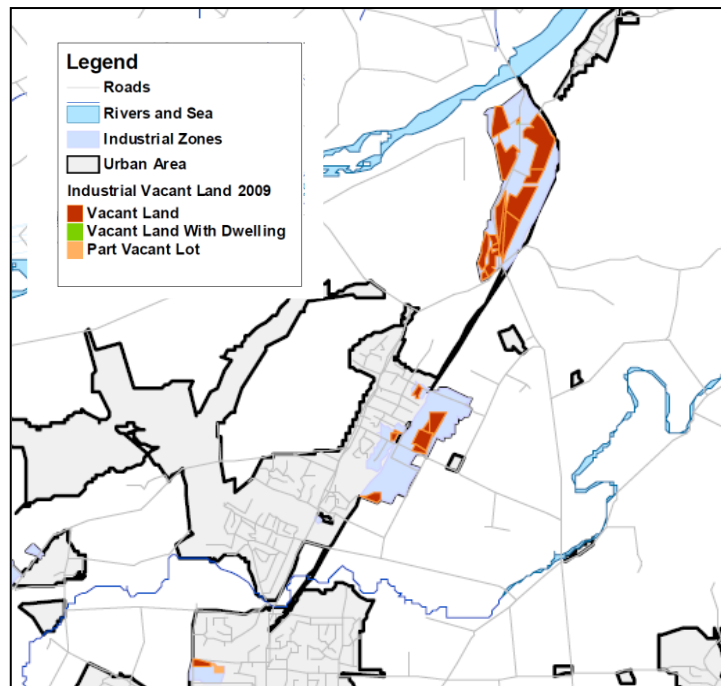 Legend
Roads
Rivers and Sea
Industrial Zones
Urban Area
Industrial Vacant Land 2009
Vacant Land
Vacant Land With Dwelling
Part Vacant Lot